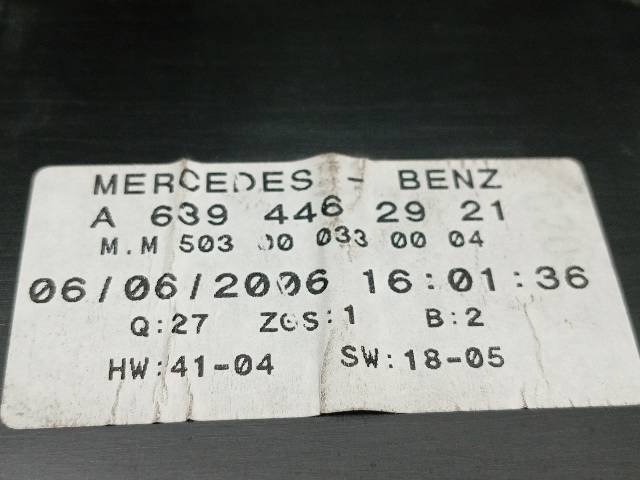 MERCEDES - BENZ
A 639 446 29 21
M.M 503 00 033 00 04
06/06/2006 16:01:36
Q:27 ZGS:1 B:2
HW:41-04 SW:18-05